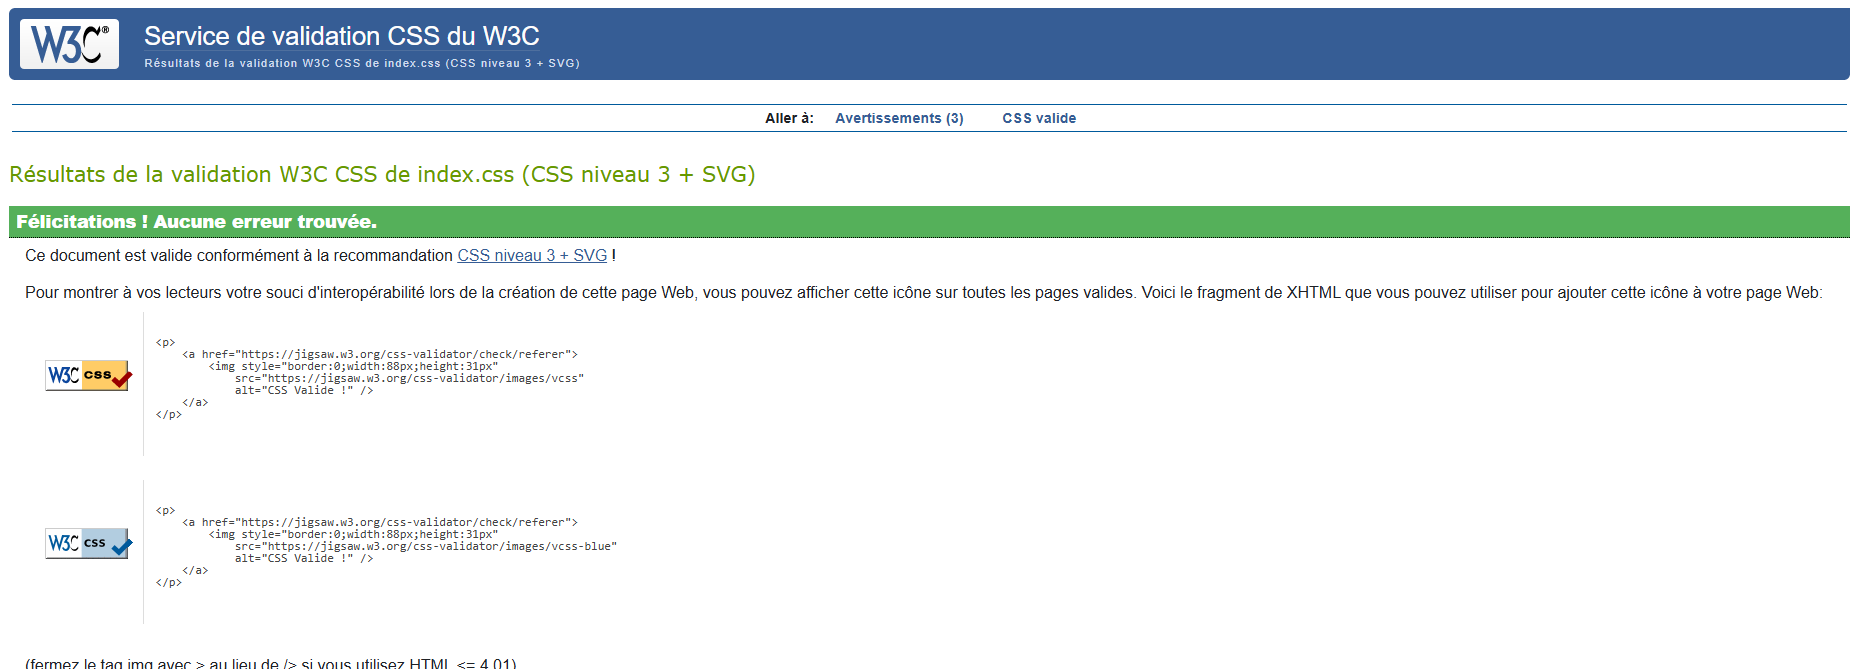 W3C®
Service de validation CSS du W3C
Résultats de la validation W3C CSS de index.css (CSS niveau 3 + SVG)
Aller à: Avertissements (3) CSS valide
Résultats de la validation W3C CSS de index.css (CSS niveau 3 + SVG)
Félicitations ! Aucune erreur trouvée.
Ce document est valide conformément à la recommandation CSS niveau 3 + SVG !
Pour montrer à vos lecteurs votre souci d'interopérabilité lors de la création de cette page Web, vous pouvez afficher cette icône sur toutes les pages valides. Voici le fragment de XHTML que vous pouvez utiliser pour ajouter cette icône à votre page Web:
W3C css
<p>
<a href="https://jigsaw.w3.org/css-validator/check/referer">
<img style="border:0;width:88px;height:31px"
src="https://jigsaw.w3.org/css-validator/images/vcss"
alt="CSS Valide !" />
</a>
</p>
W3C css
<p>
<a href="https://jigsaw.w3.org/css-validator/check/referer">
<img style="border:0;width:88px;height:31px"
src="https://jigsaw.w3.org/css-validator/images/vcss-blue"
alt="CSS Valide !" />
</a>
</p>
(fermez le tag img avec > au lieu de /> si vous utilisez HTML <= 4.01)